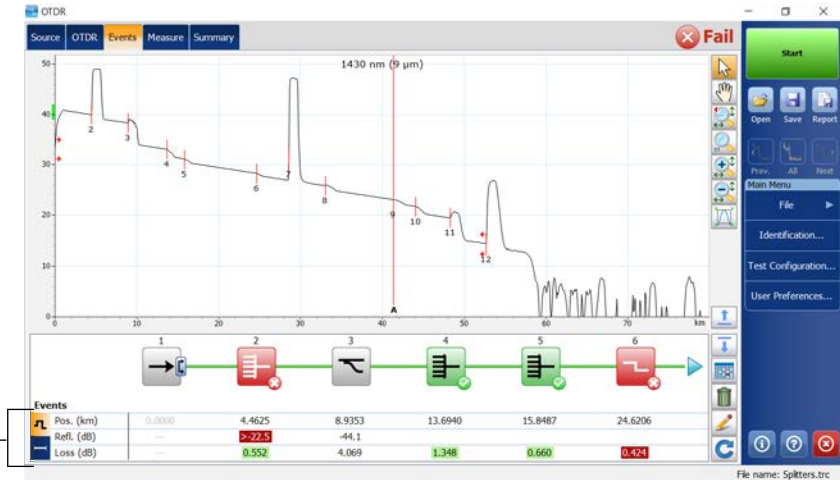 OTDR
Source OTDR Events Measure Summary Fail
1430 nm (9 µm)
50
40
30
20
10
0
2 3 4 5 6 7 8 9 10 11 12
A
0 10 20 30 40 50 60 70 km
1 2 3 4 5 6
Events
Pos. (km) 0.0000 4.4625 8.9353 13.6940 15.8487 24.6206
Refl. (dB) --- >-22.5 -44.1
Loss (dB) --- 0.552 4.069 1.348 0.660 0.424
Start
Open Save Report
Prev. All Next
Main Menu
File
Identification...
Test Configuration...
User Preferences...
File name: Splitters.trc